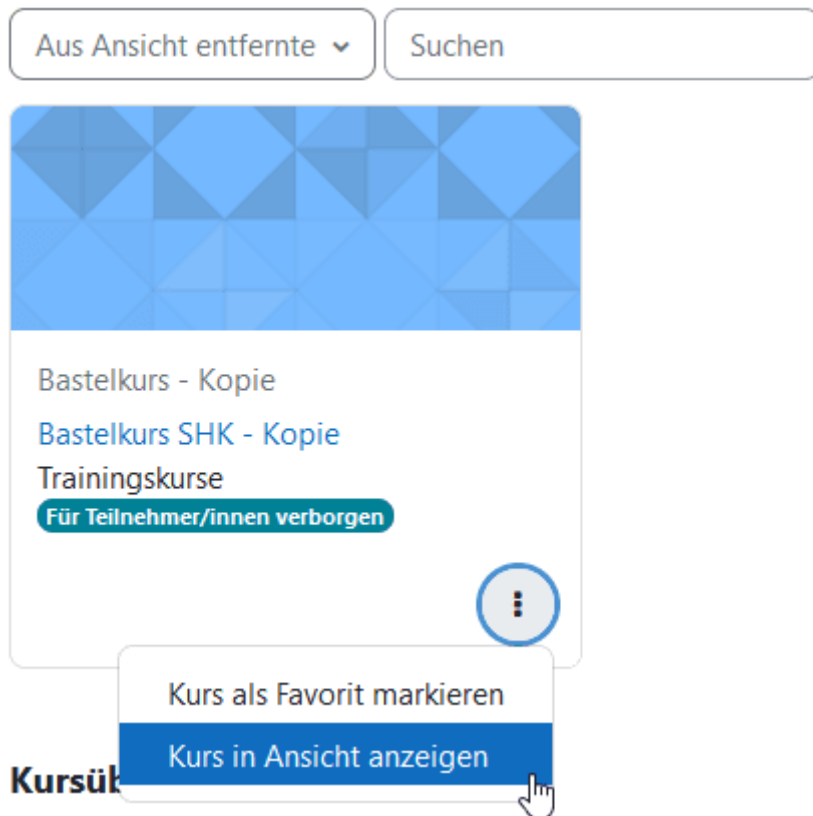 Aus Ansicht entfernte
Suchen
Bastelkurs - Kopie
Bastelkurs SHK - Kopie
Trainingskurse
Für Teilnehmer/innen verborgen
Kurs als Favorit markieren
Kurs in Ansicht anzeigen